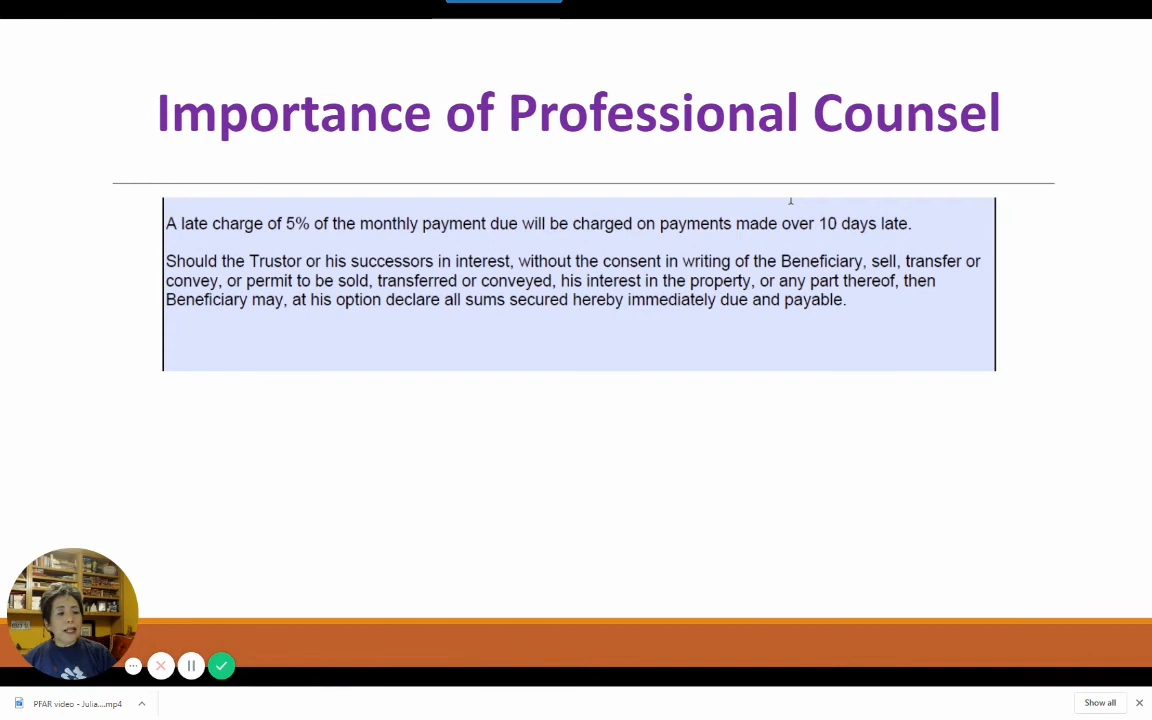 Importance of Professional Counsel
A late charge of 5% of the monthly payment due will be charged on payments made over 10 days late.
Should the Trustor or his successors in interest, without the consent in writing of the Beneficiary, sell, transfer or
convey, or permit to be sold, transferred or conveyed, his interest in the property, or any part thereof, then
Beneficiary may, at his option declare all sums secured hereby immediately due and payable.
PFAR video - Julia....mp4
Show all